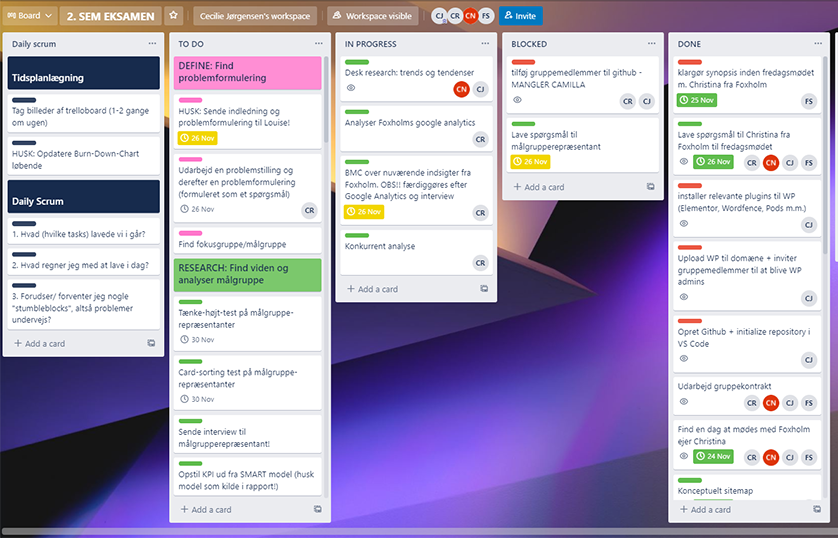 Board
2. SEM EKSAMEN
Cecilie Jørgensen's workspace
Workspace visible
CJ
CR
CN
FS
Invite
Daily scrum
Tidsplanlægning
Tag billeder af trelloboard (1-2 gange
om ugen)
HUSK: Opdatere Burn-Down-Chart
løbende
Daily Scrum
1. Hvad (hvilke tasks) lavede vi i går?
2. Hvad regner jeg med at lave i dag?
3. Forudser/ forventer jeg nogle
"stumbleblocks", altså problemer
undervejs?
+ Add a card
TO DO
DEFINE: Find
problemformulering
HUSK: Sende indledning og
problemformulering til Louise!
26 Nov
Udarbejd en problemstilling og
derefter en problemformulering
(formuleret som et spørgsmål)
26 Nov
CR
Find fokusgruppe/målgruppe
RESEARCH: Find viden og
analyser målgruppe
Tænke-højt-test på målgruppe-
repræsentanter
30 Nov
Card-sorting test på målgruppe-
repræsentanter
30 Nov
Sende interview til
målgrupperepræsentant!
Opstil KPI ud fra SMART model (husk
model som kilde i rapport!)
+ Add a card
IN PROGRESS
Desk research: trends og tendenser
CN
CJ
Analyser Foxholms google analytics
CR
BMC over nuværende indsigter fra
Foxholm. OBS!! færdiggøres efter
Google Analytics og interview
26 Nov
CR
Konkurrent analyse
CR
+ Add a card
BLOCKED
tilføj gruppemedlemmer til github -
MANGLER CAMILLA
CR
CJ
Lave spørgsmål til
målgrupperepræsentant
26 Nov
+ Add a card
DONE
klargør synopsis inden fredagsmødet
m. Christina fra Foxholm
25 Nov
FS
Lave spørgsmål til Christina fra
Foxholm til fredagsmødet
26 Nov
CR
CN
CJ
FS
installer relevante plugins til WP
(Elementor, Wordfence, Pods m.m.)
CJ
Upload WP til domæne + inviter
gruppemedlemmer til at blive WP
admins
CJ
Opret Github + initialize repository i
VS Code
CJ
Udarbejd gruppekontrakt
CR
CN
CJ
FS
Find en dag at mødes med Foxholm
ejer Christina
24 Nov
CR
CN
CJ
FS
Konceptuelt sitemap
+ Add a card